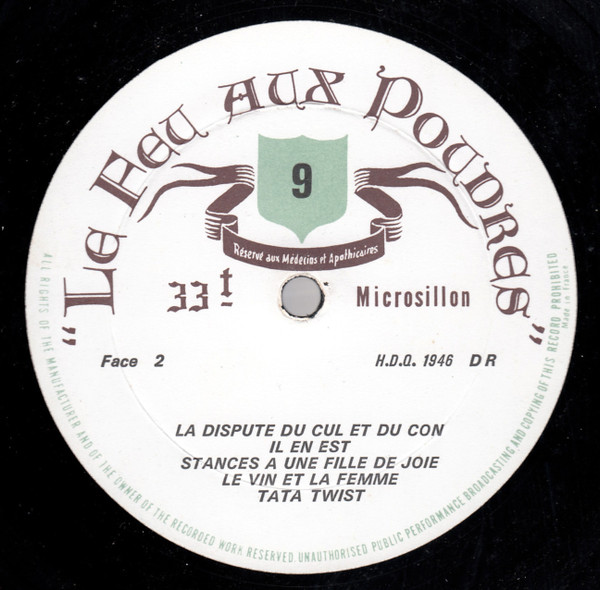 "Le Feu aux Poudres"
9
Réservé aux Médecins et Apothicaires
33 t
Microsillon
Face 2
H.D.Q. 1946 DR
LA DISPUTE DU CUL ET DU CON
IL EN EST
STANCES A UNE FILLE DE JOIE
LE VIN ET LA FEMME
TATA TWIST
ALL RIGHTS OF THE MANUFACTURER AND OF THE OWNER OF THE RECORDED WORK RESERVED. UNAUTHORISED PUBLIC PERFORMANCE BROADCASTING AND COPYING OF THIS RECORD PROHIBITED
Made in France